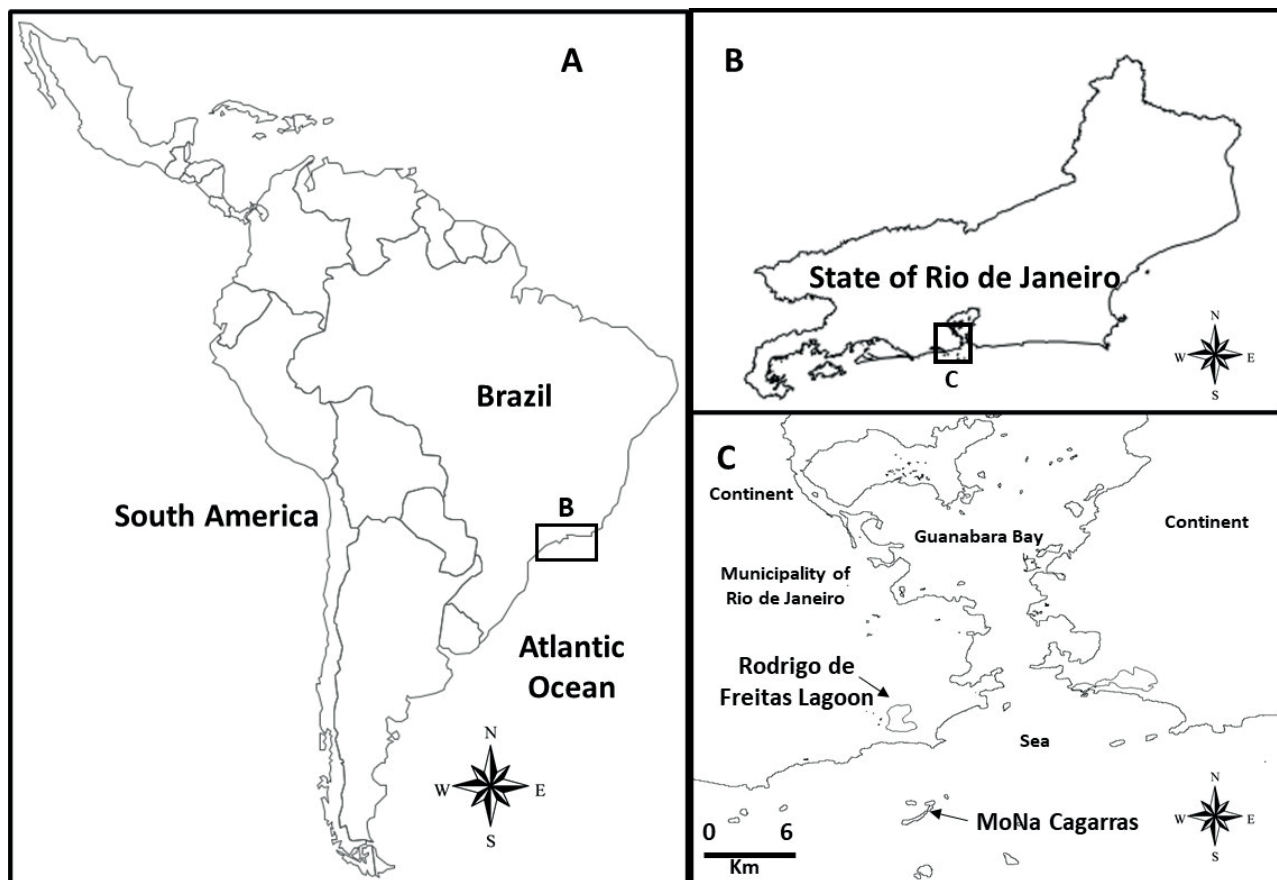 A
Brazil
South America
B
Atlantic
Ocean
N
W E
S
B
State of Rio de Janeiro
C
N
W E
S
C
Continent
Continent
Guanabara Bay
Municipality of
Rio de Janeiro
Rodrigo de
Freitas Lagoon
Sea
MoNa Cagarras
0 6
Km
N
W E
S